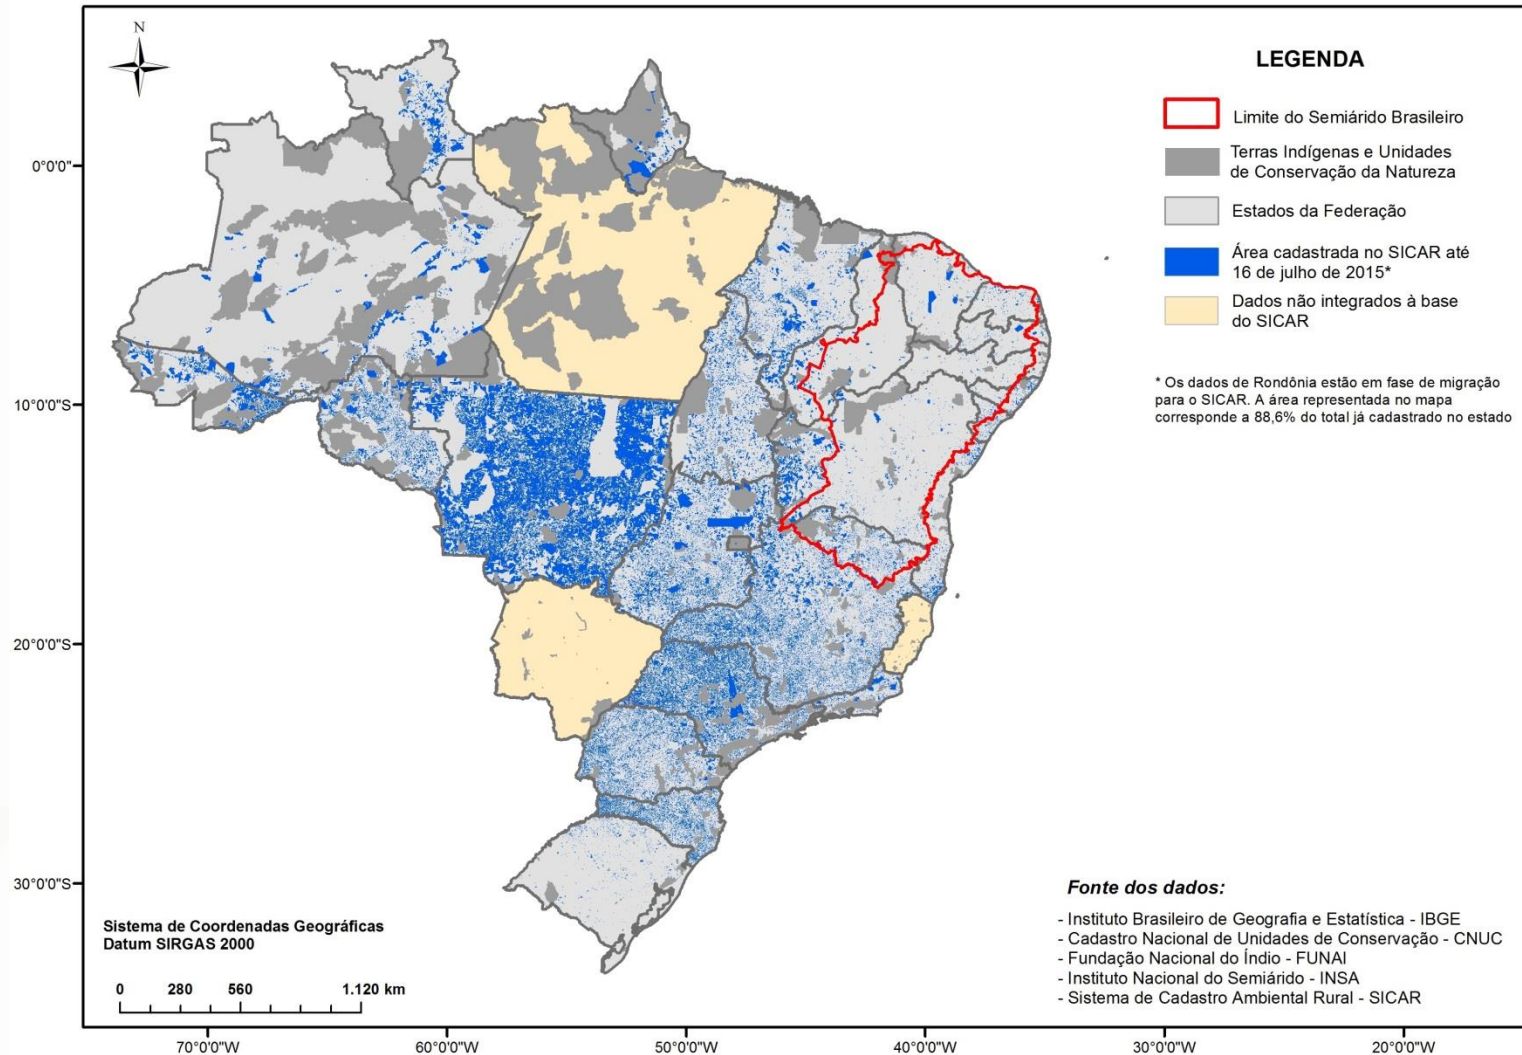 N
LEGENDA
Limite do Semiárido Brasileiro
Terras Indígenas e Unidades
de Conservação da Natureza
Estados da Federação
Área cadastrada no SICAR até
16 de julho de 2015*
Dados não integrados à base
do SICAR
* Os dados de Rondônia estão em fase de migração
para o SICAR. A área representada no mapa
corresponde a 88,6% do total já cadastrado no estado
0°0'0"
10°0'0"S
20°0'0"S
30°0'0"S
Fonte dos dados:
- Instituto Brasileiro de Geografia e Estatística - IBGE
- Cadastro Nacional de Unidades de Conservação - CNUC
- Fundação Nacional do Índio - FUNAI
- Instituto Nacional do Semiárido - INSA
- Sistema de Cadastro Ambiental Rural - SICAR
Sistema de Coordenadas Geográficas
Datum SIRGAS 2000
0 280 560 1.120 km
70°0'0"W 60°0'0"W 50°0'0"W 40°0'0"W 30°0'0"W 20°0'0"W